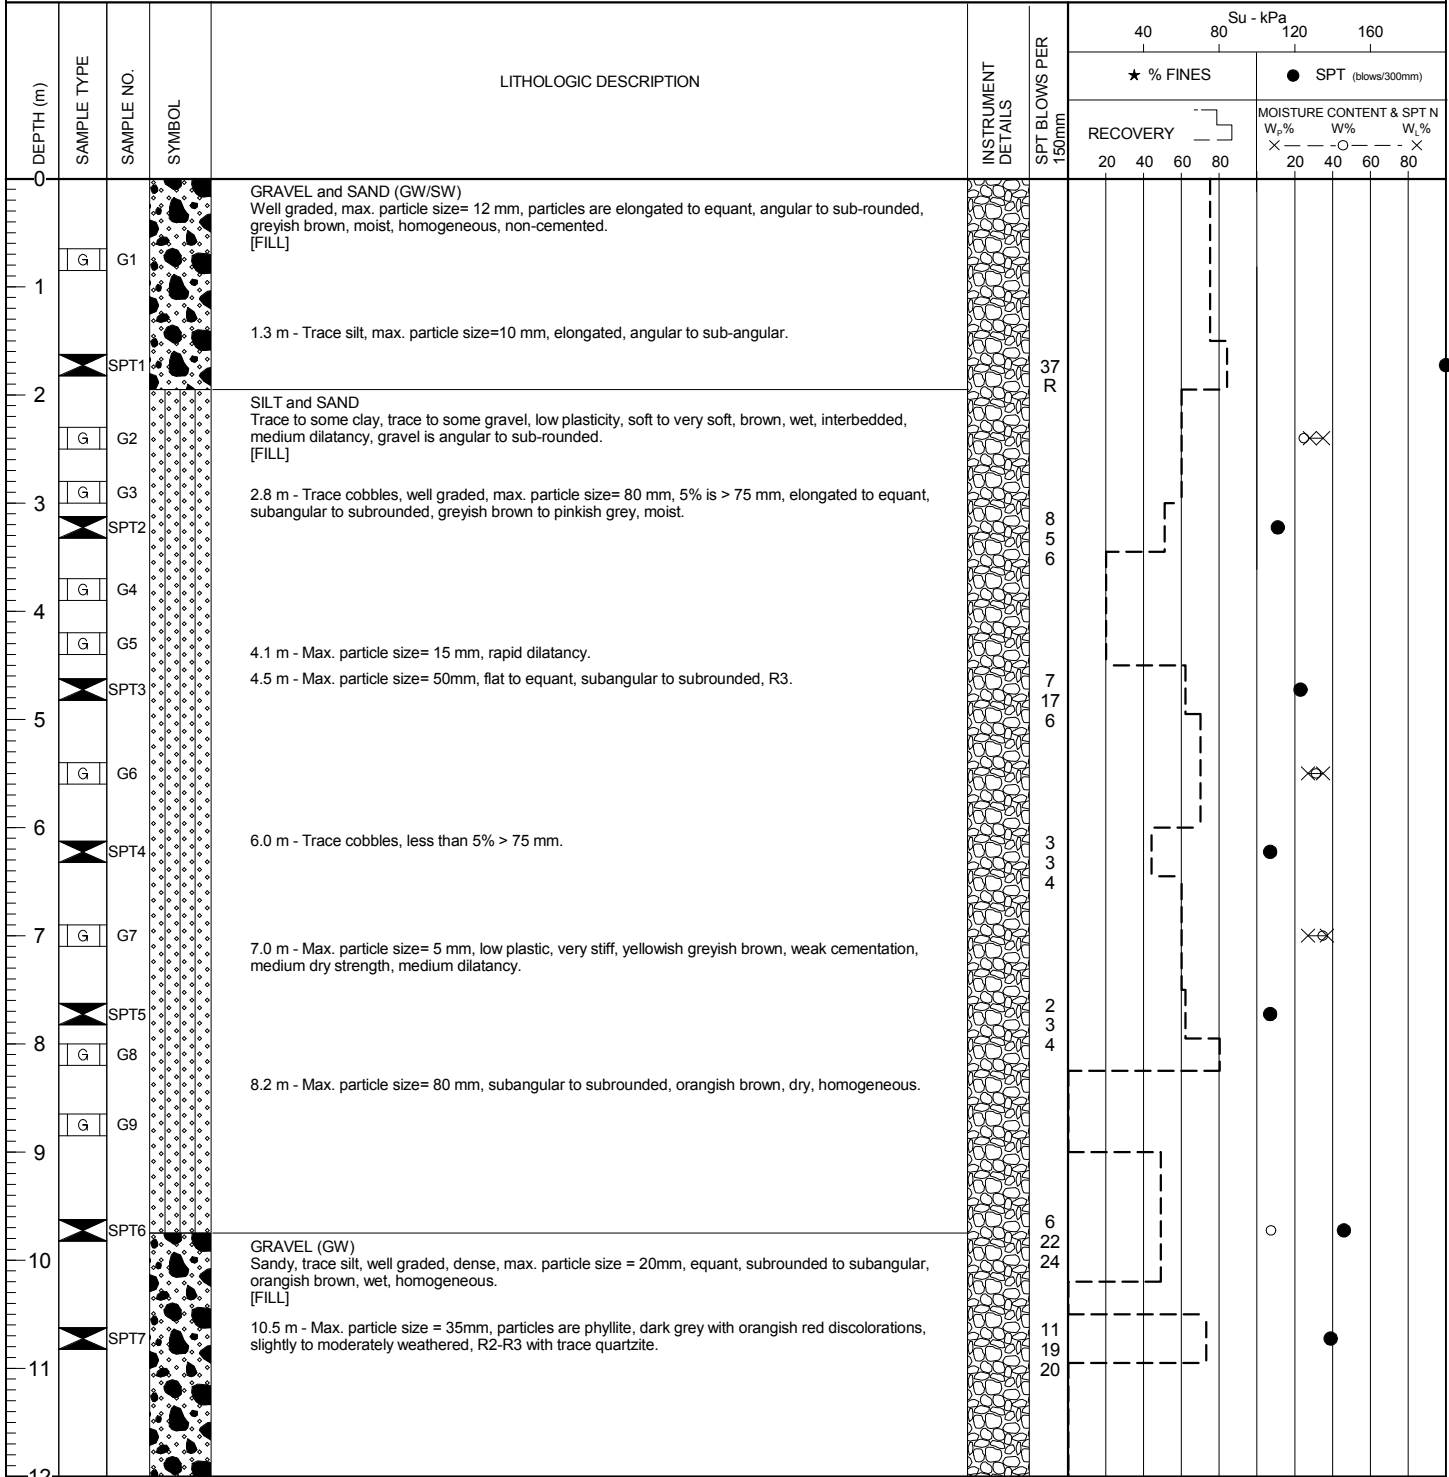 Su - kPa
40 80 120 160
DEPTH (m)
SAMPLE TYPE
SAMPLE NO.
SYMBOL
LITHOLOGIC DESCRIPTION
INSTRUMENT
DETAILS
SPT BLOWS PER
150mm
★ % FINES
● SPT (blows/300mm)
RECOVERY
MOISTURE CONTENT & SPT N
WP% W% WL%
20 40 60 80 20 40 60 80
0
GRAVEL and SAND (GW/SW)
Well graded, max. particle size= 12 mm, particles are elongated to equant, angular to sub-rounded,
greyish brown, moist, homogeneous, non-cemented.
[FILL]
G G1
1
1.3 m - Trace silt, max. particle size=10 mm, elongated, angular to sub-angular.
SPT1
37
R
2
SILT and SAND
Trace to some clay, trace to some gravel, low plasticity, soft to very soft, brown, wet, interbedded,
medium dilatancy, gravel is angular to sub-rounded.
[FILL]
G G2
G G3
2.8 m - Trace cobbles, well graded, max. particle size= 80 mm, 5% is > 75 mm, elongated to equant,
subangular to subrounded, greyish brown to pinkish grey, moist.
3
SPT2
8
5
6
G G4
4
G G5
4.1 m - Max. particle size= 15 mm, rapid dilatancy.
4.5 m - Max. particle size= 50mm, flat to equant, subangular to subrounded, R3.
SPT3
7
17
6
5
G G6
6
6.0 m - Trace cobbles, less than 5% > 75 mm.
SPT4
3
3
4
G G7
7
7.0 m - Max. particle size= 5 mm, low plastic, very stiff, yellowish greyish brown, weak cementation,
medium dry strength, medium dilatancy.
SPT5
2
3
4
8
G G8
8.2 m - Max. particle size= 80 mm, subangular to subrounded, orangish brown, dry, homogeneous.
G G9
9
SPT6
6
22
24
GRAVEL (GW)
10
Sandy, trace silt, well graded, dense, max. particle size = 20mm, equant, subrounded to subangular,
orangish brown, wet, homogeneous.
[FILL]
10.5 m - Max. particle size = 35mm, particles are phyllite, dark grey with orangish red discolorations,
slightly to moderately weathered, R2-R3 with trace quartzite.
SPT7
11
19
20
11
12